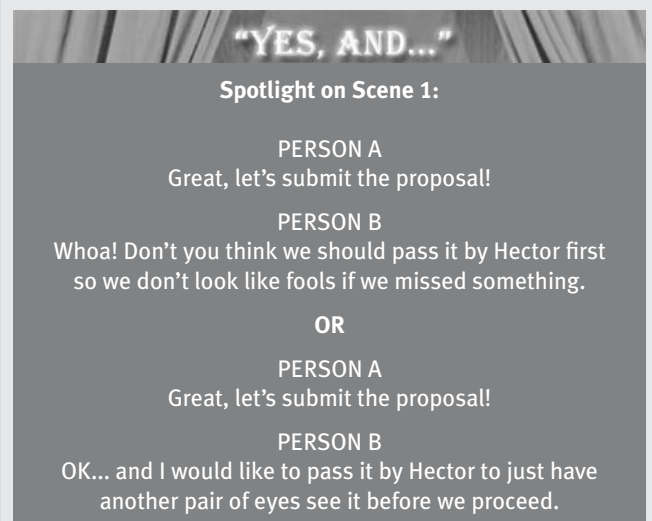 “YES, AND...”
Spotlight on Scene 1:
PERSON A
Great, let’s submit the proposal!
PERSON B
Whoa! Don’t you think we should pass it by Hector first
so we don’t look like fools if we missed something.
OR
PERSON A
Great, let’s submit the proposal!
PERSON B
OK... and I would like to pass it by Hector to just have
another pair of eyes see it before we proceed.